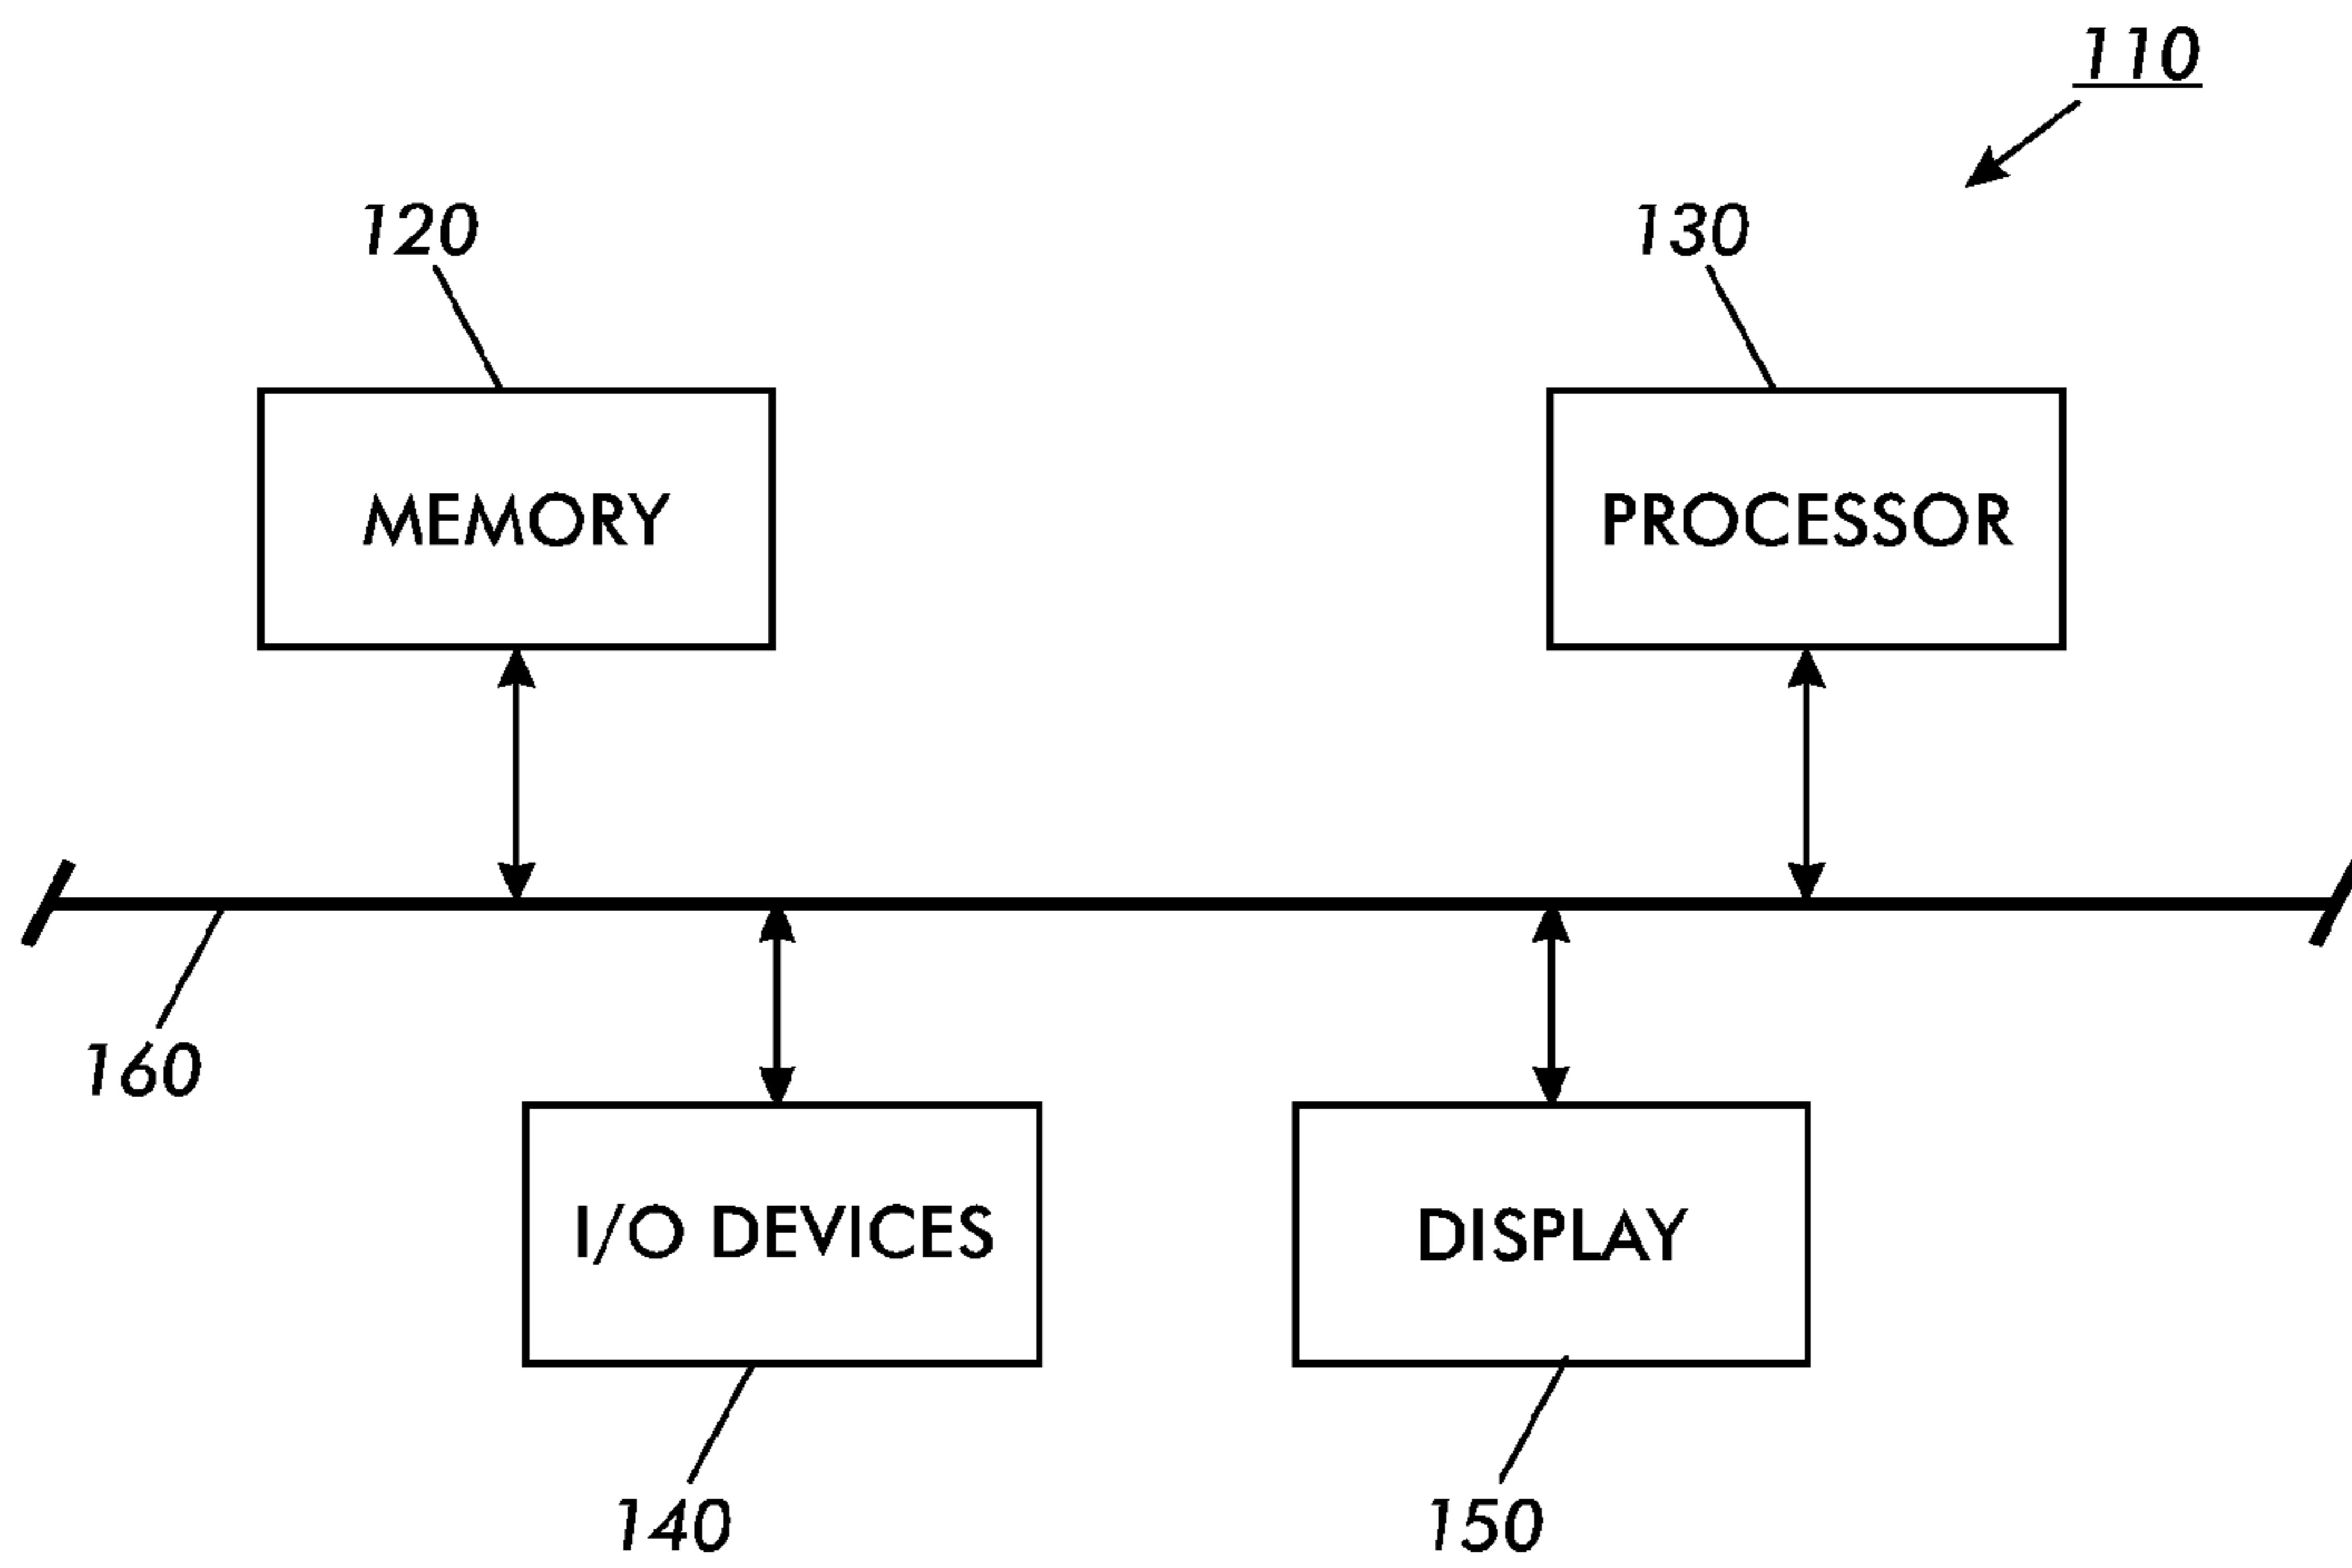 110
120
130
MEMORY
PROCESSOR
160
I/O DEVICES
DISPLAY
140
150